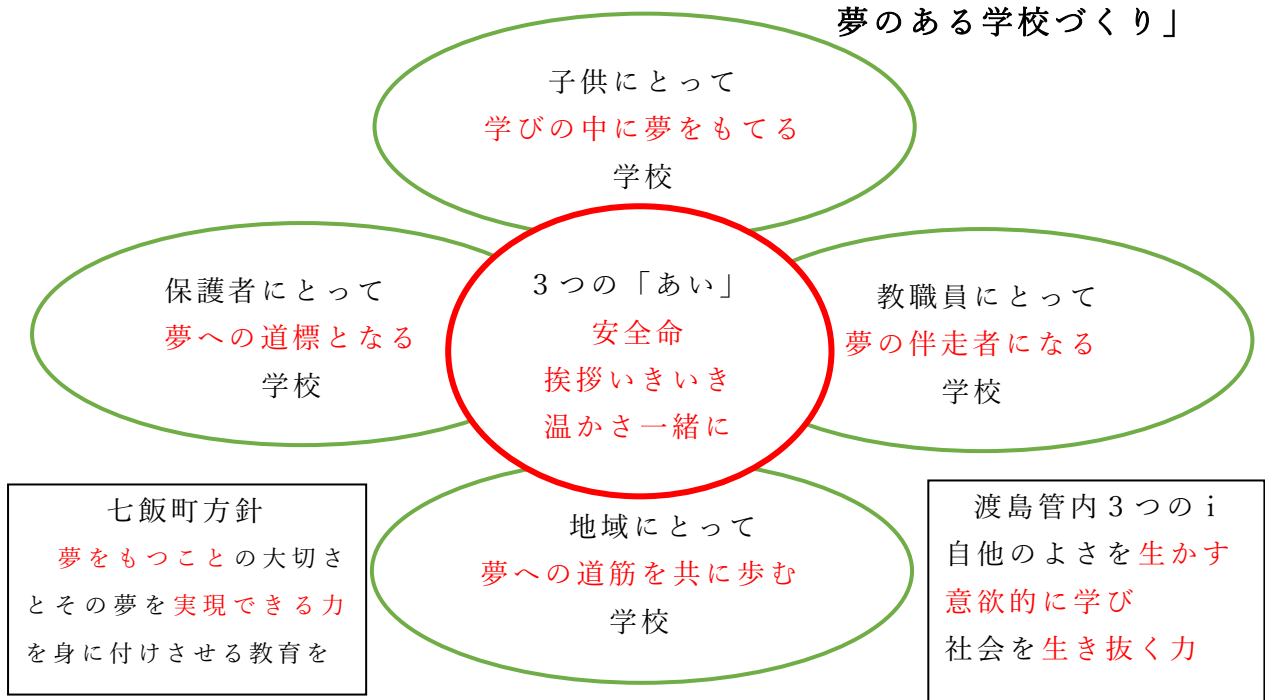 夢のある学校づくり」
子供にとって
学びの中に夢をもてる
学校
保護者にとって
夢への道標となる
学校
3つの「あい」
安全命
挨拶いきいき
温かさ一緒に
教職員にとって
夢の伴走者になる
学校
地域にとって
夢への道筋を共に歩む
学校
七飯町方針
夢をもつことの大切さ
とその夢を実現できる力
を身に付けさせる教育を
渡島管内3つのi
自他のよさを生かす
意欲的に学び
社会を生き抜く力